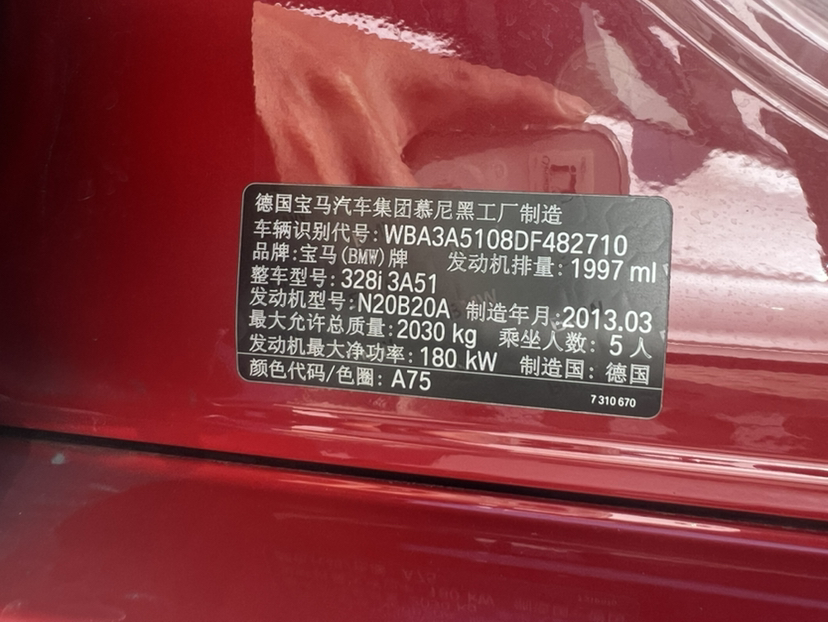 德国宝马汽车集团慕尼黑工厂制造
车辆识别代号: WBA3A5108DF482710
品牌: 宝马(BMW)牌 发动机排量: 1997 ml
整车型号: 328i 3A51
发动机型号: N20B20A 制造年月: 2013.03
最大允许总质量: 2030 kg 乘坐人数: 5 人
发动机最大净功率: 180 kW 制造国: 德国
颜色代码/色圈: A75
7 310 670